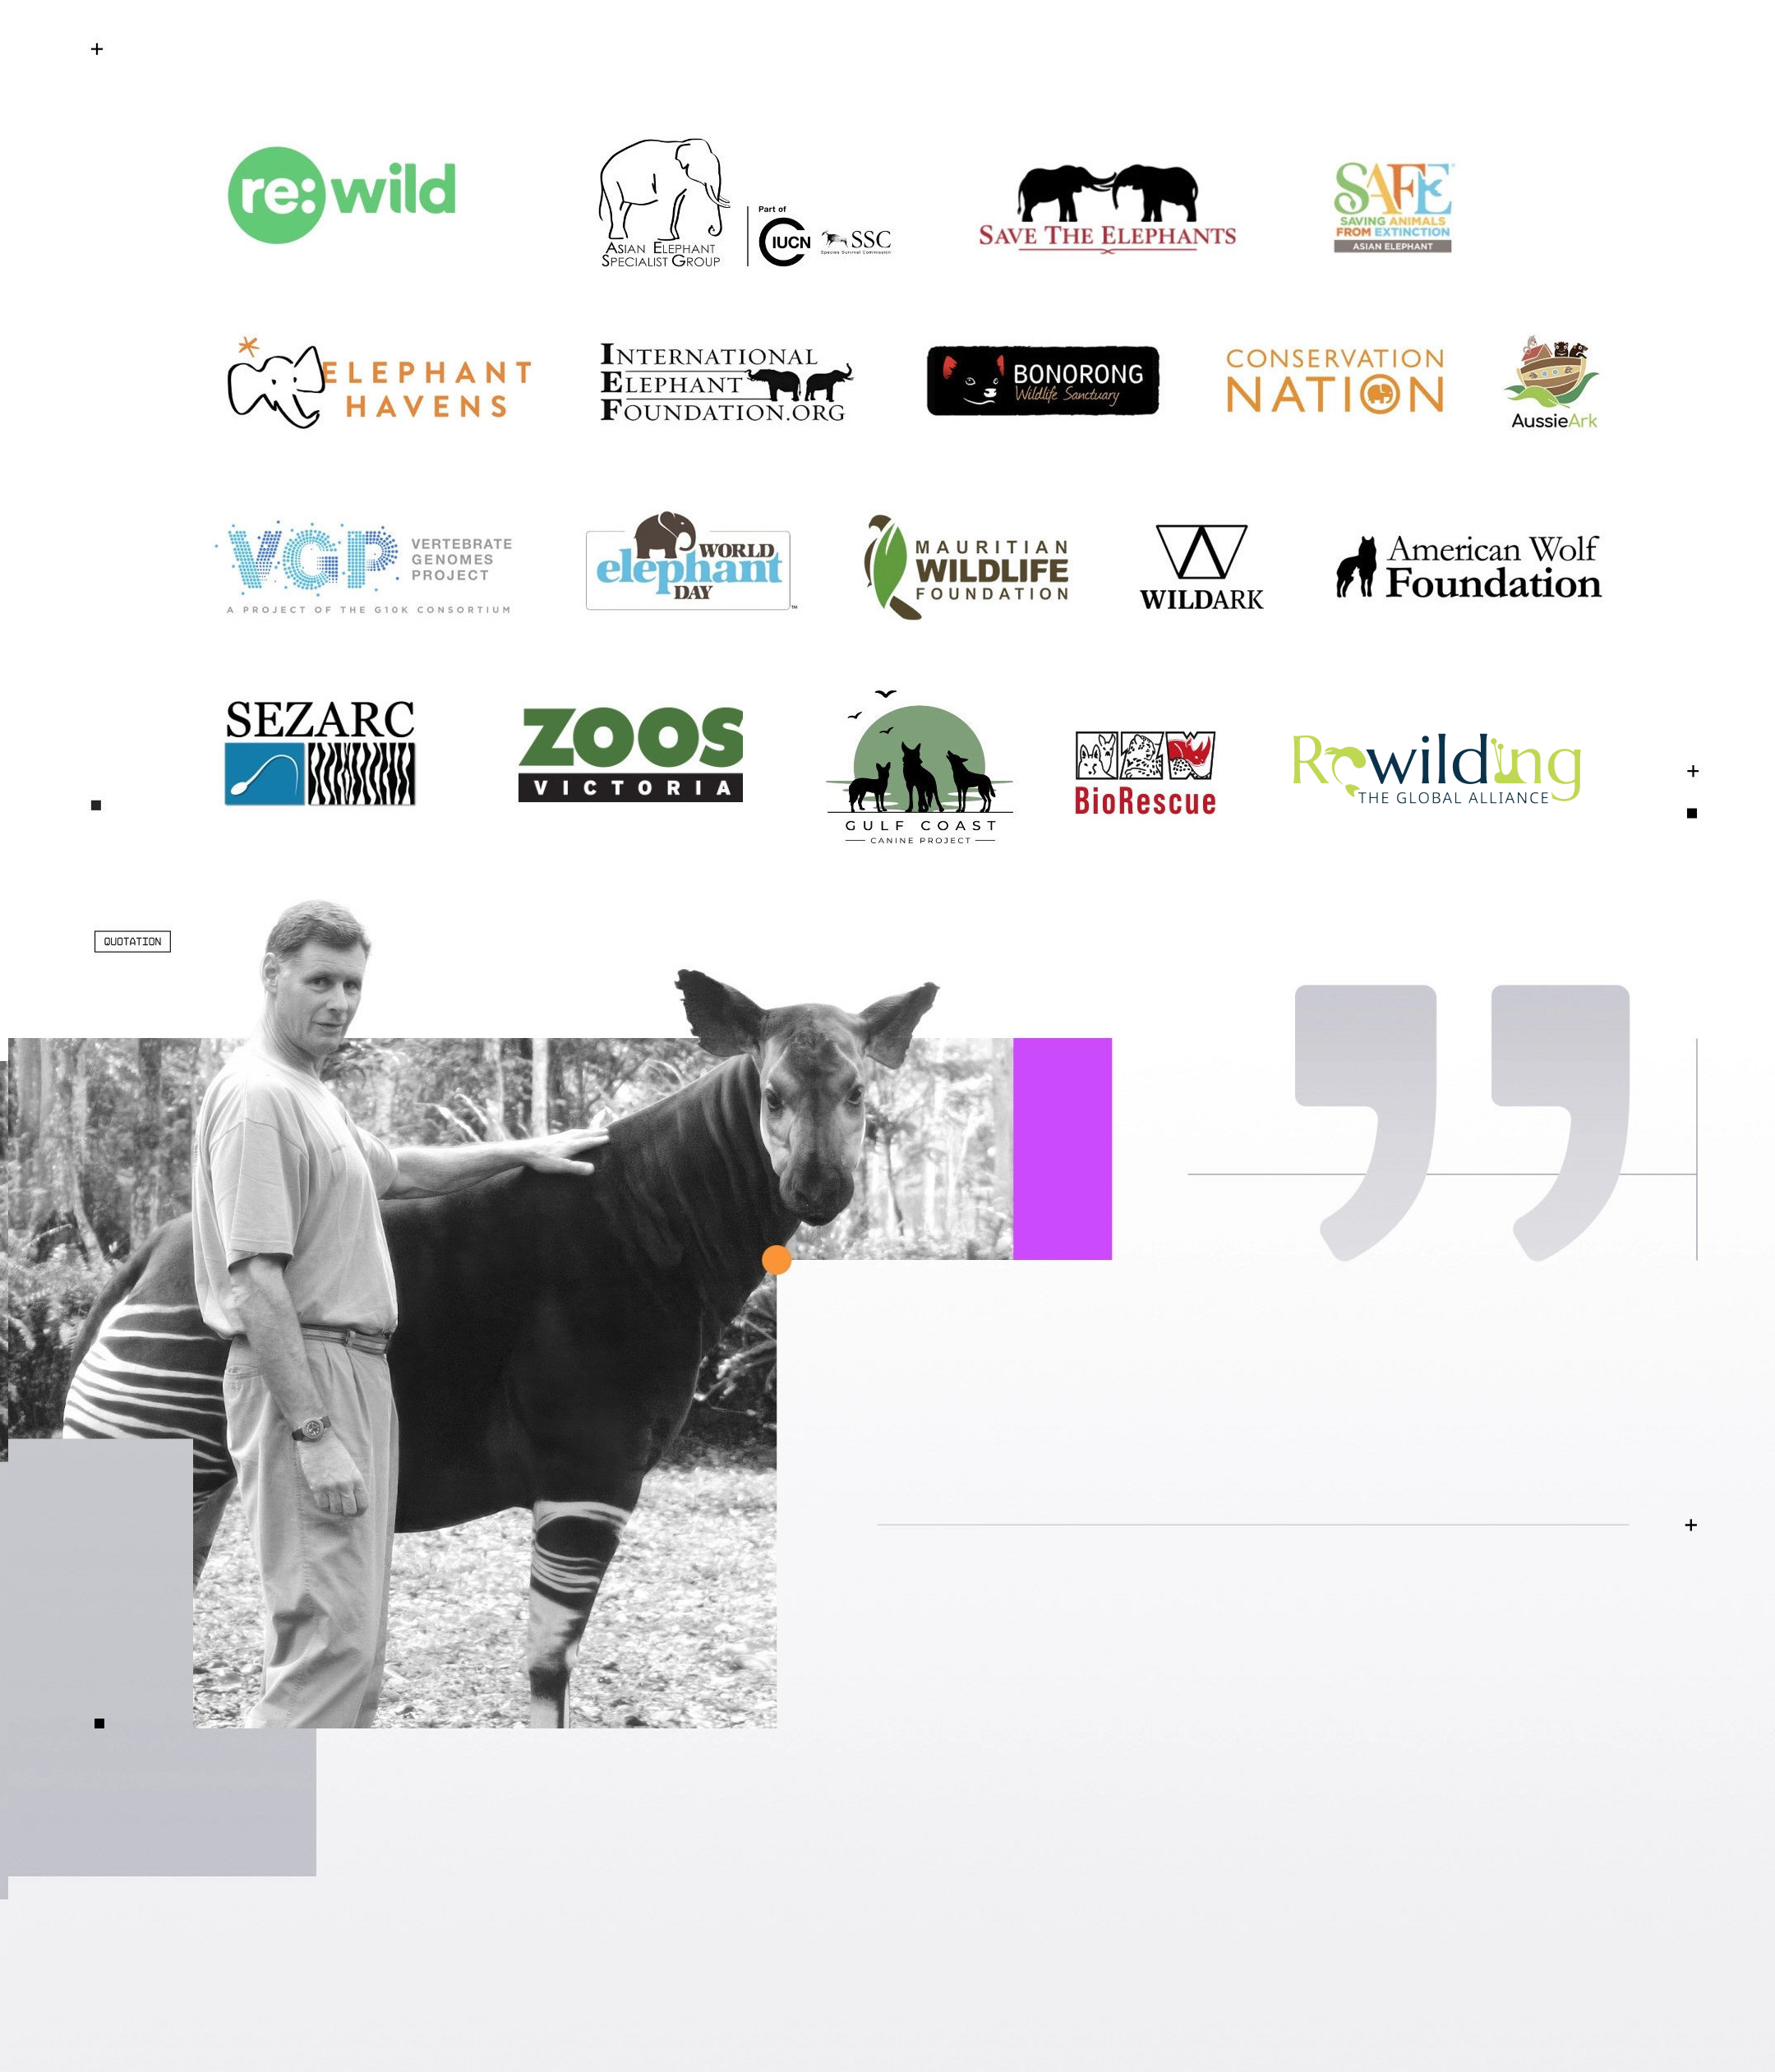 re:wild
ASIAN ELEPHANT
SPECIALIST GROUP
Part of
IUCN
SSC
Species Survival Commission
SAVE THE ELEPHANTS
SAFE
SAVING ANIMALS
FROM EXTINCTION
ASIAN ELEPHANT
ELEPHANT
HAVENS
INTERNATIONAL
ELEPHANT
FOUNDATION.ORG
BONORONG
Wildlife Sanctuary
CONSERVATION
NATION
AussieArk
VGP
VERTEBRATE
GENOMES
PROJECT
A PROJECT OF THE G10K CONSORTIUM
WORLD
elephant
DAY
™
MAURITIAN
WILDLIFE
FOUNDATION
WILDARK
American Wolf
Foundation
SEZARC
ZOOS
VICTORIA
GULF COAST
CANINE PROJECT
BioRescue
Rewilding
THE GLOBAL ALLIANCE
QUOTATION
”